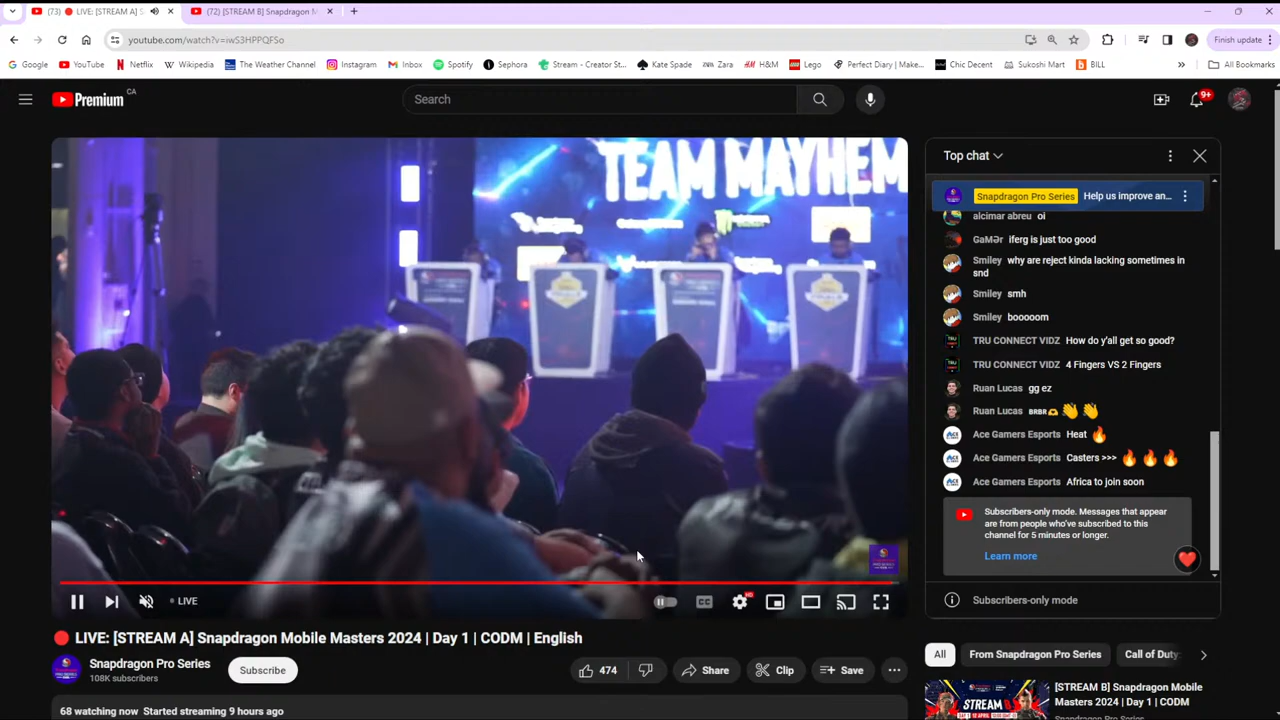 (73) 🔴 LIVE: [STREAM A] S
(72) [STREAM B] Snapdragon M
youtube.com/watch?v=iwS3HPPQFSo
Finish update
Google YouTube Netflix Wikipedia The Weather Channel Instagram Inbox Spotify Sephora Stream - Creator St... Kate Spade Zara H&M Lego Perfect Diary | Make... Chic Decent Sukoshi Mart BILL » All Bookmarks
Premium CA
Search
9+
TEAM MAYHEM
Top chat
Snapdragon Pro Series Help us improve an...
alcimar abreu oi
GaMǝr iferg is just too good
Smiley why are reject kinda lacking sometimes in
snd
Smiley smh
Smiley booooom
TRU CONNECT VIDZ How do y'all get so good?
TRU CONNECT VIDZ 4 Fingers VS 2 Fingers
Ruan Lucas gg ez
Ruan Lucas ʙʀʙʀ🫶👏👏
Ace Gamers Esports Heat 🔥
Ace Gamers Esports Casters >>> 🔥🔥🔥
Ace Gamers Esports Africa to join soon
Subscribers-only mode. Messages that appear
are from people who've subscribed to this
channel for 5 minutes or longer.
Learn more
Subscribers-only mode
• LIVE
CC
HD
🔴 LIVE: [STREAM A] Snapdragon Mobile Masters 2024 | Day 1 | CODM | English
Snapdragon Pro Series
108K subscribers
Subscribe
474
Share
Clip
Save
68 watching now Started streaming 9 hours ago
All
From Snapdragon Pro Series
Call of Duty:
[STREAM B] Snapdragon Mobile
Masters 2024 | Day 1 | CODM